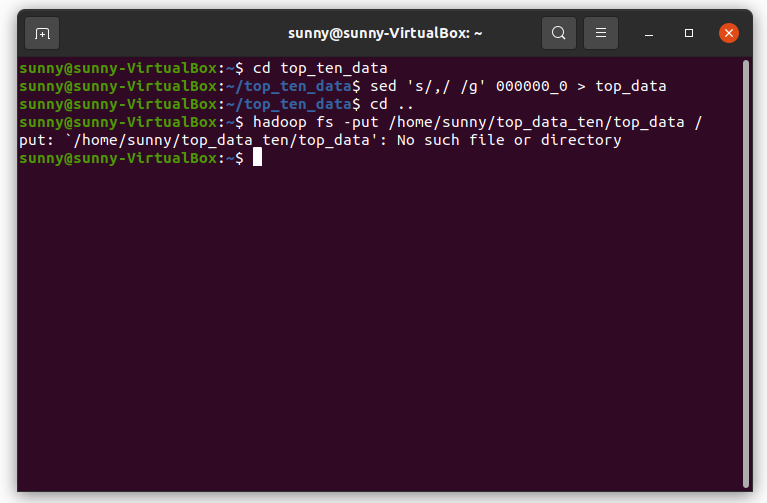 sunny@sunny-VirtualBox: ~
sunny@sunny-VirtualBox:~$ cd top_ten_data
sunny@sunny-VirtualBox:~/top_ten_data$ sed 's/,/ /g' 000000_0 > top_data
sunny@sunny-VirtualBox:~/top_ten_data$ cd ..
sunny@sunny-VirtualBox:~$ hadoop fs -put /home/sunny/top_data_ten/top_data /
put: `/home/sunny/top_data_ten/top_data': No such file or directory
sunny@sunny-VirtualBox:~$